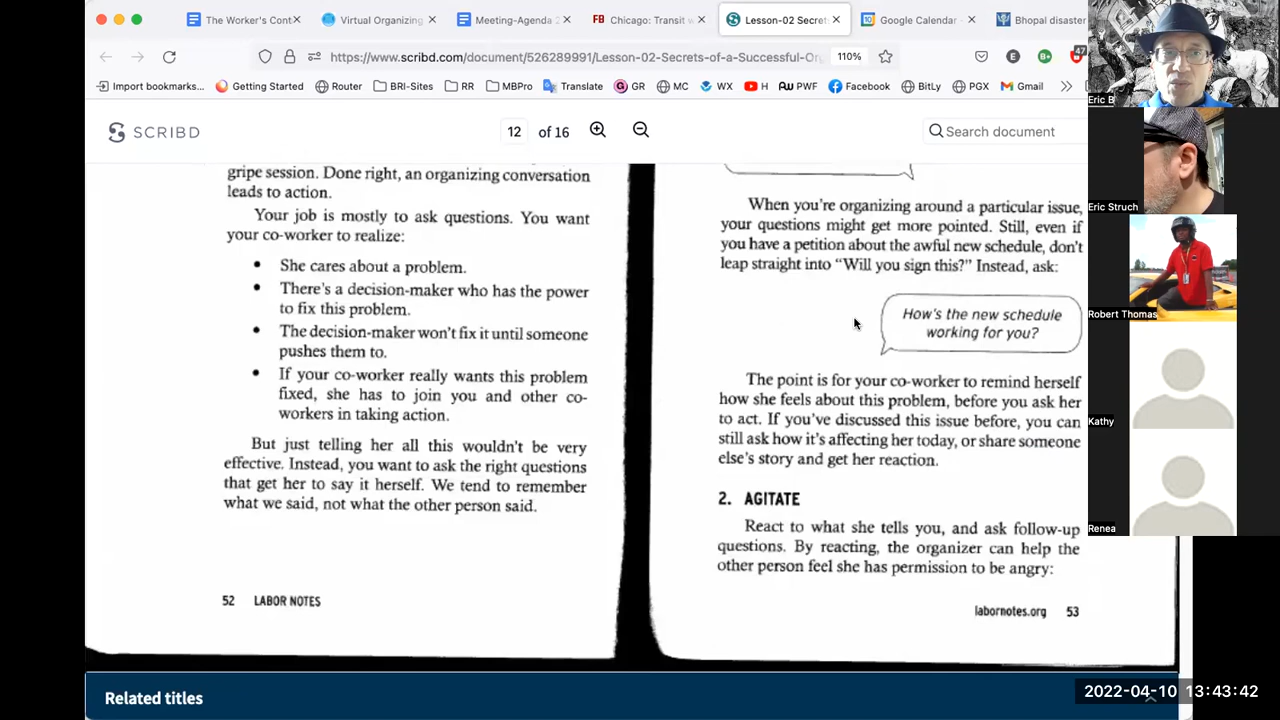 The Worker's Cont
Virtual Organizing
Meeting-Agenda 2
FB Chicago: Transit w
Lesson-02 Secret
Google Calendar -
Bhopal disaster
https://www.scribd.com/document/526289991/Lesson-02-Secrets-of-a-Successful-Or
110%
E
B+
47
Import bookmarks...
Getting Started
Router
BRI-Sites
RR
MBPro
Translate
GR
MC
WX
H
PWF
Facebook
BitLy
PGX
Gmail
SCRIBD
12 of 16
Search document
gripe session. Done right, an organizing conversation
leads to action.
Your job is mostly to ask questions. You want
your co-worker to realize:
• She cares about a problem.
• There's a decision-maker who has the power
to fix this problem.
• The decision-maker won't fix it until someone
pushes them to.
• If your co-worker really wants this problem
fixed, she has to join you and other co-
workers in taking action.
But just telling her all this wouldn't be very
effective. Instead, you want to ask the right questions
that get her to say it herself. We tend to remember
what we said, not what the other person said.
52 LABOR NOTES
When you're organizing around a particular issue,
your questions might get more pointed. Still, even if
you have a petition about the awful new schedule, don't
leap straight into “Will you sign this?” Instead, ask:
How's the new schedule
working for you?
The point is for your co-worker to remind herself
how she feels about this problem, before you ask her
to act. If you've discussed this issue before, you can
still ask how it's affecting her today, or share someone
else's story and get her reaction.
2. AGITATE
React to what she tells you, and ask follow-up
questions. By reacting, the organizer can help the
other person feel she has permission to be angry:
labornotes.org 53
Related titles
Eric B
Eric Struch
Robert Thomas
Kathy
Renea
2022-04-10 13:43:42